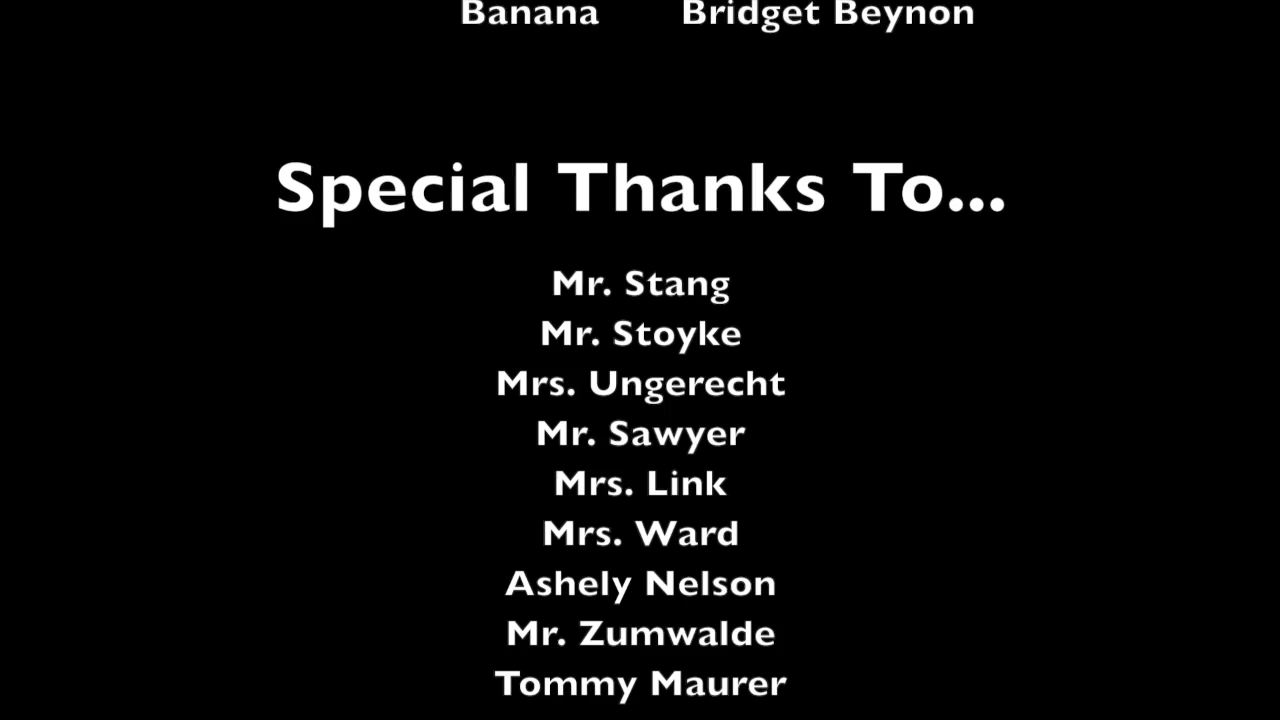 Banana Bridget Beynon
Special Thanks To...
Mr. Stang
Mr. Stoyke
Mrs. Ungerecht
Mr. Sawyer
Mrs. Link
Mrs. Ward
Ashely Nelson
Mr. Zumwalde
Tommy Maurer